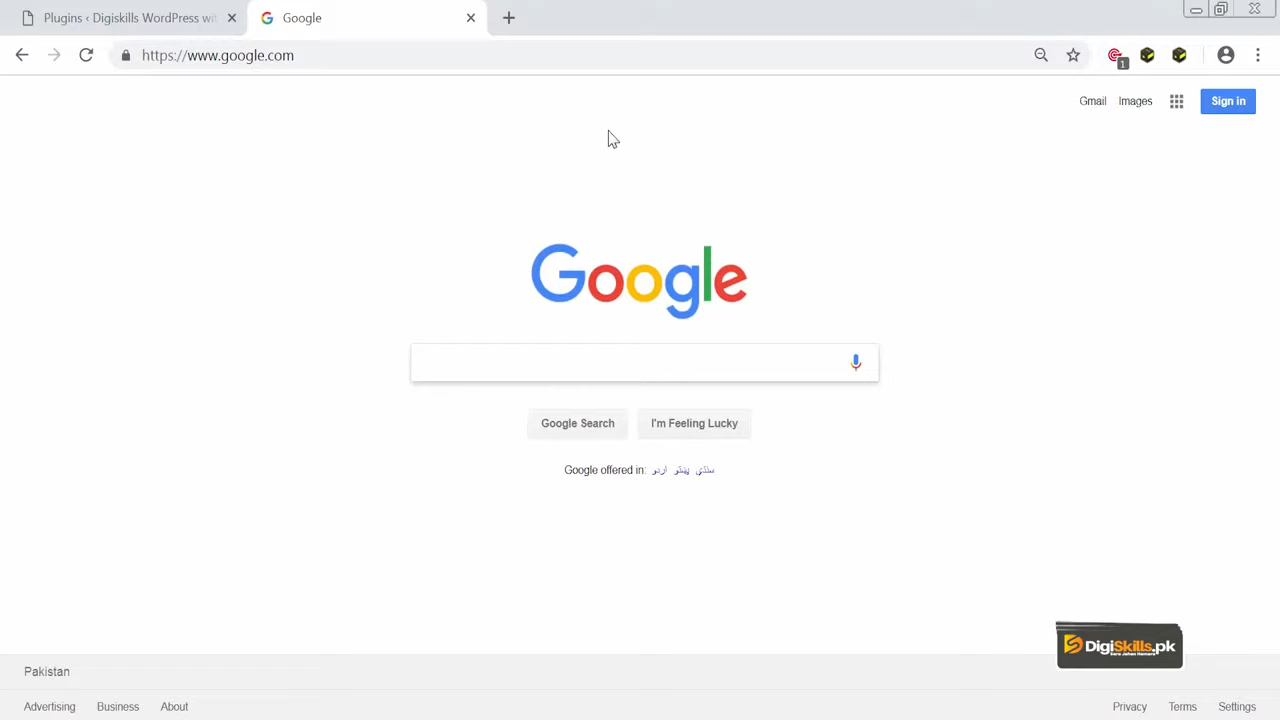 Plugins ‹ Digiskills WordPress wit
Google
https://www.google.com
1
Gmail Images
Sign in
Google
Google Search
I'm Feeling Lucky
Google offered in: اردو پښتو سنڌي
DigiSkills.pk
Pakistan
Advertising Business About
Privacy Terms Settings